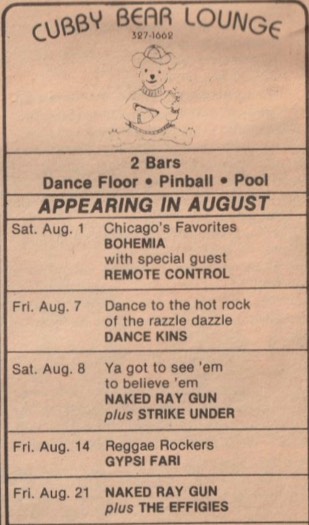 CUBBY BEAR LOUNGE
327-1662
2 Bars
Dance Floor • Pinball • Pool
APPEARING IN AUGUST
Sat. Aug. 1 Chicago's Favorites
BOHEMIA
with special guest
REMOTE CONTROL
Fri. Aug. 7 Dance to the hot rock
of the razzle dazzle
DANCE KINS
Sat. Aug. 8 Ya got to see 'em
to believe 'em
NAKED RAY GUN
plus STRIKE UNDER
Fri. Aug. 14 Reggae Rockers
GYPSI FARI
Fri. Aug. 21 NAKED RAY GUN
plus THE EFFIGIES